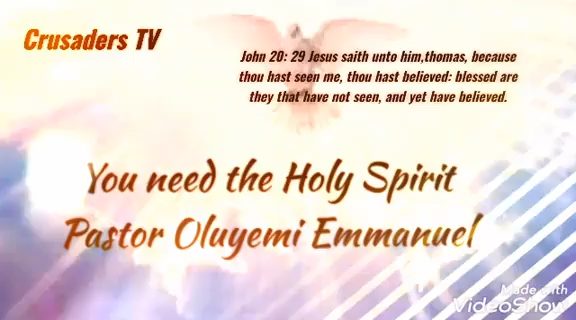 Crusaders TV
John 20: 29 Jesus saith unto him,thomas, because
thou hast seen me, thou hast believed: blessed are
they that have not seen, and yet have believed.
You need the Holy Spirit
Pastor Oluyemi Emmanuel
Made with
VideoShow